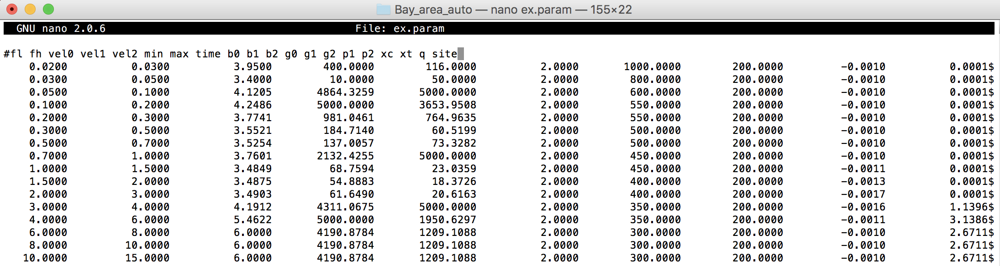 Bay_area_auto — nano ex.param — 155×22
GNU nano 2.0.6 File: ex.param
#fl fh vel0 vel1 vel2 min max time b0 b1 b2 g0 g1 g2 p1 p2 xc xt q site
0.0200 0.0300 3.9500 400.0000 116.0000 2.0000 1000.0000 200.0000 -0.0010 0.0001$
0.0300 0.0500 3.4000 10.0000 50.0000 2.0000 800.0000 200.0000 -0.0010 0.0001$
0.0500 0.1000 4.1205 4864.3259 5000.0000 2.0000 600.0000 200.0000 -0.0010 0.0001$
0.1000 0.2000 4.2486 5000.0000 3653.9508 2.0000 550.0000 200.0000 -0.0010 0.0001$
0.2000 0.3000 3.7741 981.0461 764.9635 2.0000 550.0000 200.0000 -0.0010 0.0001$
0.3000 0.5000 3.5521 184.7140 60.5199 2.0000 500.0000 200.0000 -0.0010 0.0001$
0.5000 0.7000 3.5254 137.0057 73.3282 2.0000 500.0000 200.0000 -0.0010 0.0001$
0.7000 1.0000 3.7601 2132.4255 5000.0000 2.0000 450.0000 200.0000 -0.0010 0.0001$
1.0000 1.5000 3.4849 68.7594 23.0359 2.0000 450.0000 200.0000 -0.0011 0.0001$
1.5000 2.0000 3.4875 54.8883 18.3726 2.0000 400.0000 200.0000 -0.0013 0.0001$
2.0000 3.0000 3.4903 61.6490 20.6163 2.0000 400.0000 200.0000 -0.0017 0.0001$
3.0000 4.0000 4.1912 4311.0675 5000.0000 2.0000 350.0000 200.0000 -0.0016 1.1396$
4.0000 6.0000 5.4622 5000.0000 1950.6297 2.0000 350.0000 200.0000 -0.0011 3.1386$
6.0000 8.0000 6.0000 4190.8784 1209.1088 2.0000 300.0000 200.0000 -0.0010 2.6711$
8.0000 10.0000 6.0000 4190.8784 1209.1088 2.0000 300.0000 200.0000 -0.0010 2.6711$
10.0000 15.0000 6.0000 4190.8784 1209.1088 2.0000 300.0000 200.0000 -0.0010 2.6711$